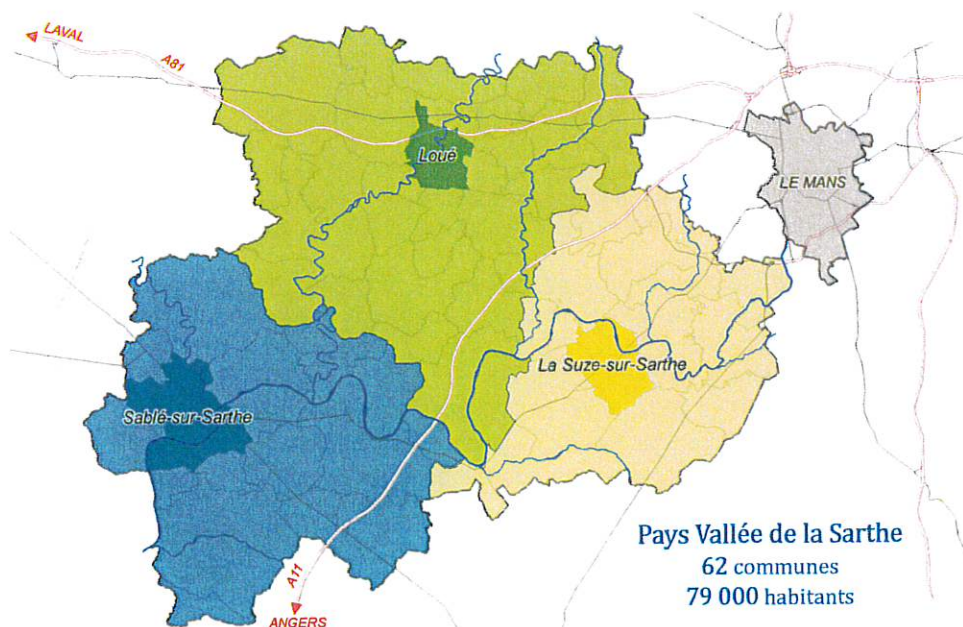 LAVAL
A81
Loué
LE MANS
La Suze-sur-Sarthe
Sablé-sur-Sarthe
A11
ANGERS
Pays Vallée de la Sarthe
62 communes
79 000 habitants